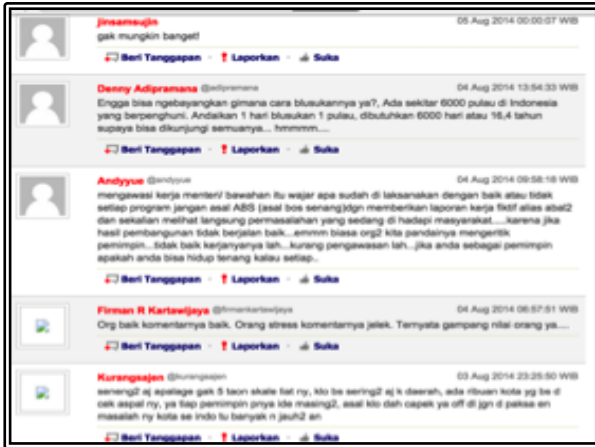 jinsamsujin
05 Aug 2014 00:00:07 WIB
gak mungkin banget!
Beri Tanggapan Laporkan Suka
Denny Adipramana @adipramana
04 Aug 2014 13:54:33 WIB
Engga bisa ngebayangkan gimana cara blusukannya ya?, Ada sekitar 6000 pulau di Indonesia
yang berpenghuni. Andaikan 1 hari blusukan 1 pulau, dibutuhkan 6000 hari atau 16,4 tahun
supaya bisa dikunjungi semuanya... hmmmm....
Beri Tanggapan Laporkan Suka
Andyyue @andyyue
04 Aug 2014 09:58:18 WIB
mengawasi kerja menteri/ bawahan itu wajar apa sudah di laksanakan dengan baik atau tidak
setiap program jangan asal ABS (asal bos senang)dgn memberikan laporan kerja fiktif alias abal2
dan sekalian melihat langsung permasalahan yang sedang di hadapi masyarakat.....karena jika
hasil pembangunan tidak berjalan baik...emmm biasa org2 kita pandainya mengeritik
pemimpin...tidak baik kerjanyanya lah...kurang pengawasan lah...jika anda sebagai pemimpin
apakah anda bisa hidup tenang kalau setiap..
Beri Tanggapan Laporkan Suka
Firman R Kartawijaya @firmankartawijaya
04 Aug 2014 06:57:51 WIB
Org baik komentarnya baik. Orang stress komentarnya jelek. Ternyata gampang nilai orang ya....
Beri Tanggapan Laporkan Suka
Kurangsajen @kurangsajen
03 Aug 2014 23:25:50 WIB
seneng2 aj apalage gak 5 taon skale liat ny, klo bs sering2 aj k daerah, ada ribuan kota yg bs d
cek aspal ny, ya tiap pemimpin pnya ide masing2, asal klo dah capek ya off dl jgn d paksa en
masalah ny kota se indo tu banyak n jauh2 an
Beri Tanggapan Laporkan Suka